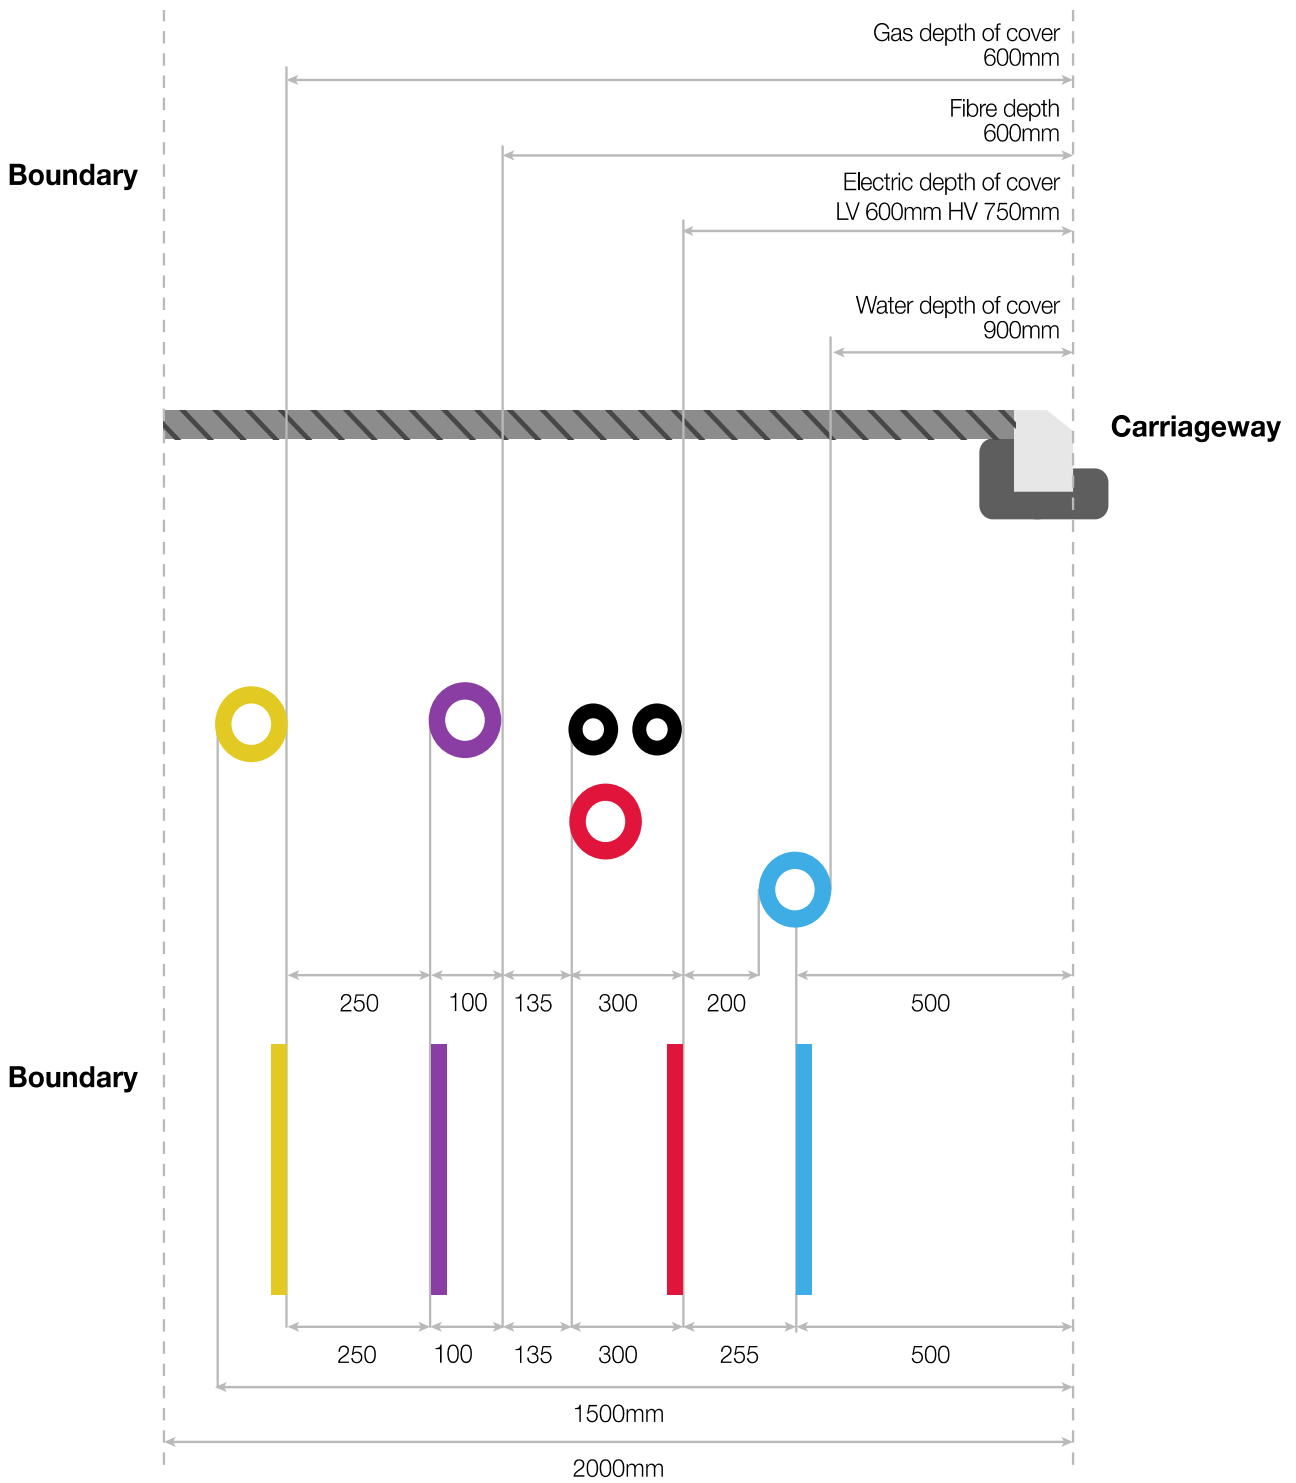 Gas depth of cover
600mm
Fibre depth
600mm
Boundary
Electric depth of cover
LV 600mm HV 750mm
Water depth of cover
900mm
Carriageway
250
100
135
300
200
500
Boundary
250
100
135
300
255
500
1500mm
2000mm